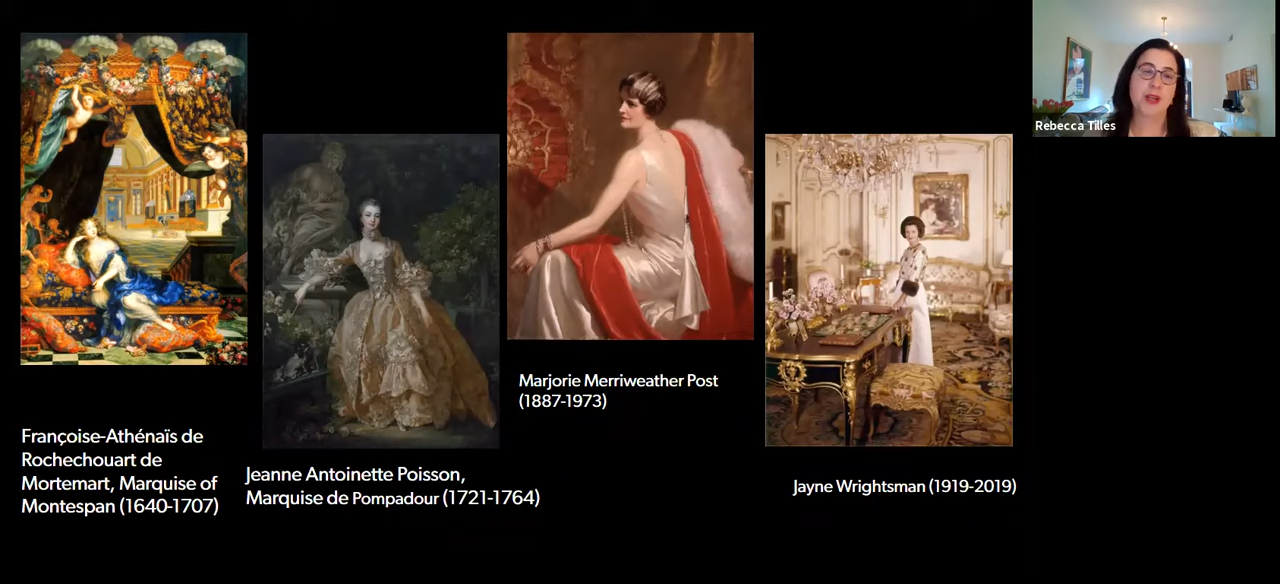 Rebecca Tilles
Françoise-Athénaïs de
Rochechouart de
Mortemart, Marquise of
Montespan (1640-1707)
Jeanne Antoinette Poisson,
Marquise de Pompadour (1721-1764)
Marjorie Merriweather Post
(1887-1973)
Jayne Wrightsman (1919-2019)